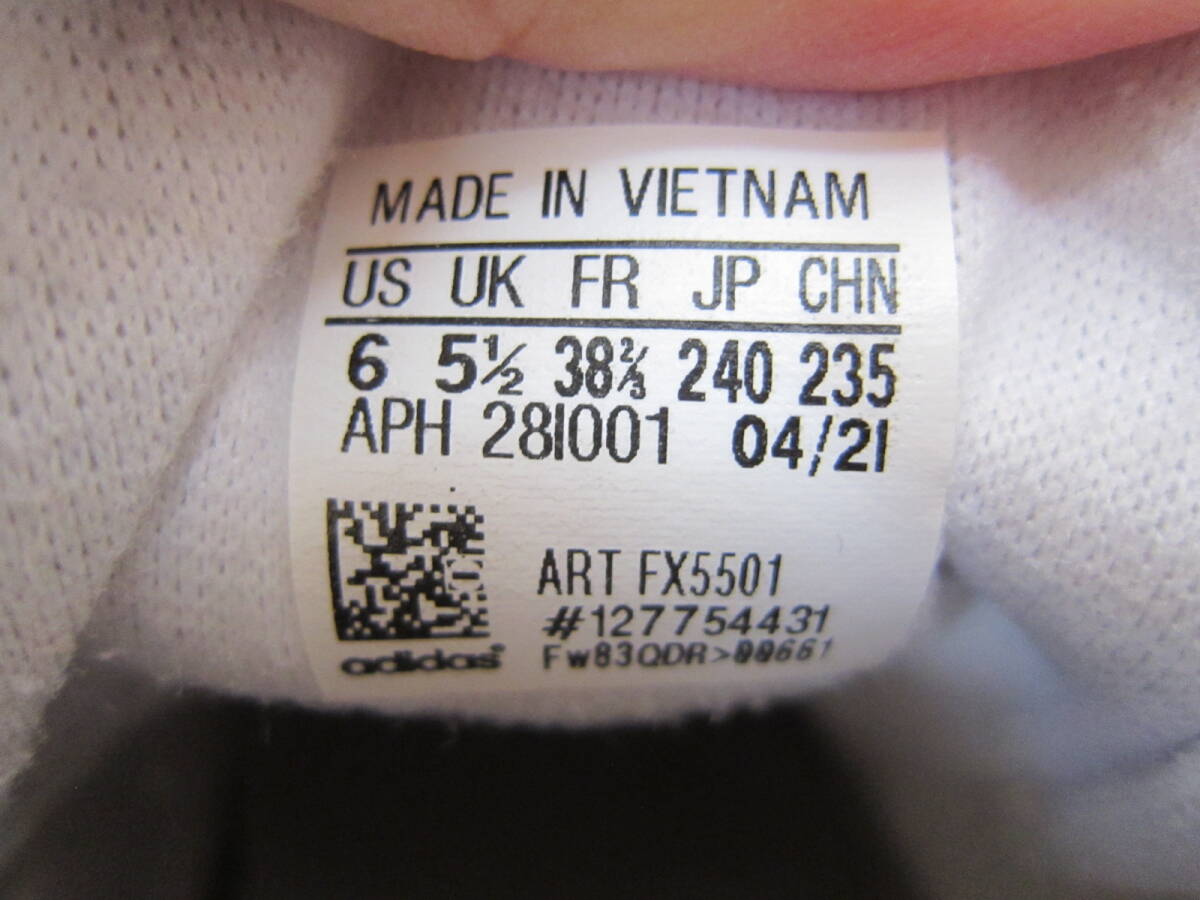 MADE IN VIETNAM
US UK FR JP CHN
6 5½ 38⅔ 240 235
APH 28I001 04/21
ART FX5501
#127754431
adidas
Fw83QDR>00661